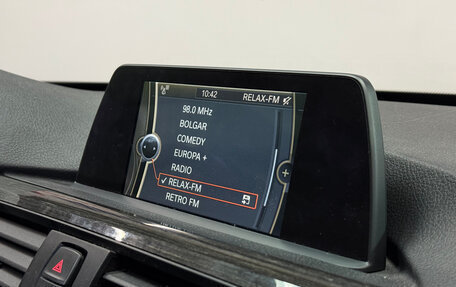 10:42 RELAX-FM
98.0 MHz
BOLGAR
COMEDY
EUROPA +
RADIO
✓ RELAX-FM
RETRO FM